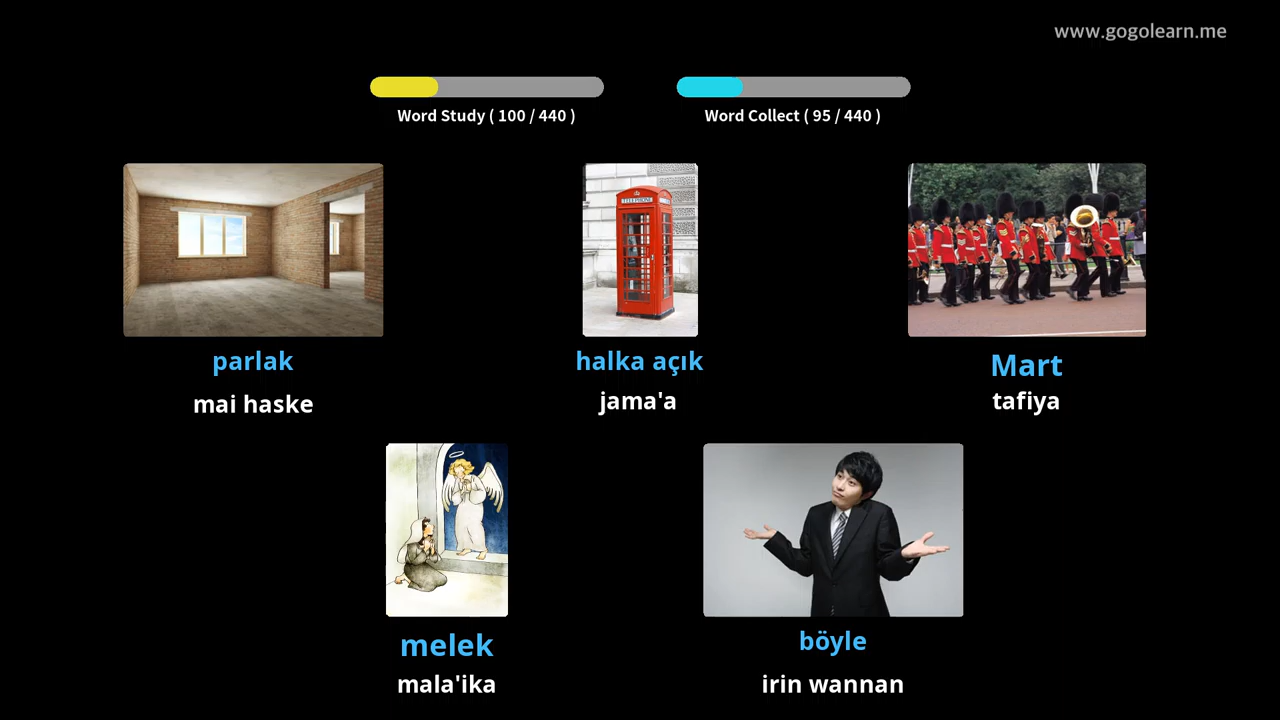 www.gogolearn.me
Word Study ( 100 / 440 )
Word Collect ( 95 / 440 )
TELEPHONE
parlak
mai haske
halka açık
jama'a
Mart
tafiya
melek
mala'ika
böyle
irin wannan